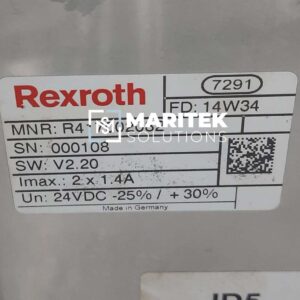 Rexroth
7291
FD: 14W34
MNR:
SN: 000108
SW: V2.20
Imax.: 2 x 1.4A
Un: 24VDC -25% / + 30%
Made in Germany
MARITEK
SOLUTIONS